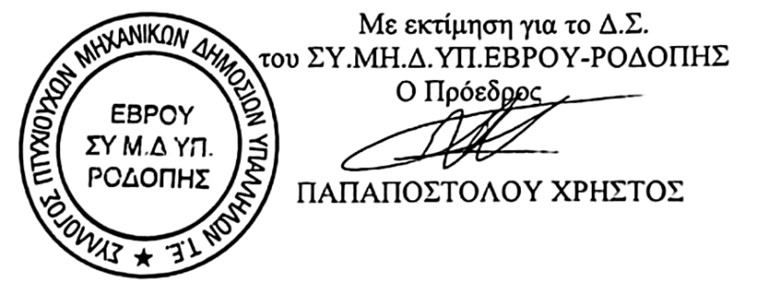 ΣΥΛΛΟΓΟΣ ΠΤΥΧΙΟΥΧΩΝ ΜΗΧΑΝΙΚΩΝ ΔΗΜΟΣΙΩΝ ΥΠΑΛΛΗΛΩΝ Τ.Ε. ★
ΕΒΡΟΥ
ΣΥ Μ.Δ ΥΠ.
ΡΟΔΟΠΗΣ
Με εκτίμηση για το Δ.Σ.
του ΣΥ.ΜΗ.Δ.ΥΠ.ΕΒΡΟΥ-ΡΟΔΟΠΗΣ
Ο Πρόεδρος
ΠΑΠΑΠΟΣΤΟΛΟΥ ΧΡΗΣΤΟΣ